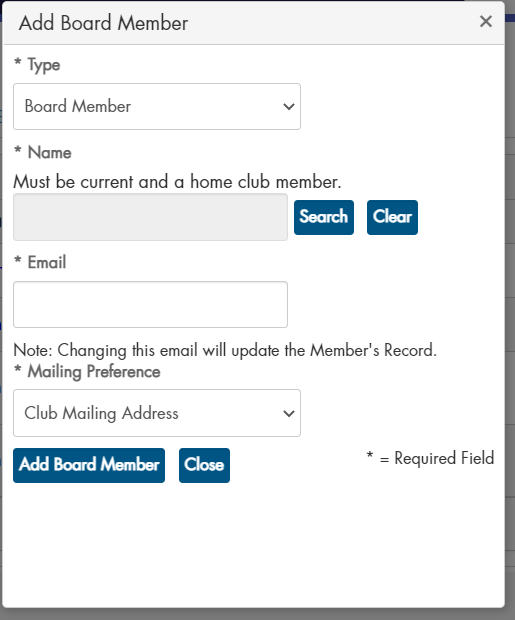 Add Board Member ×
* Type
Board Member
* Name
Must be current and a home club member.
Search Clear
* Email
Note: Changing this email will update the Member's Record.
* Mailing Preference
Club Mailing Address
Add Board Member Close * = Required Field